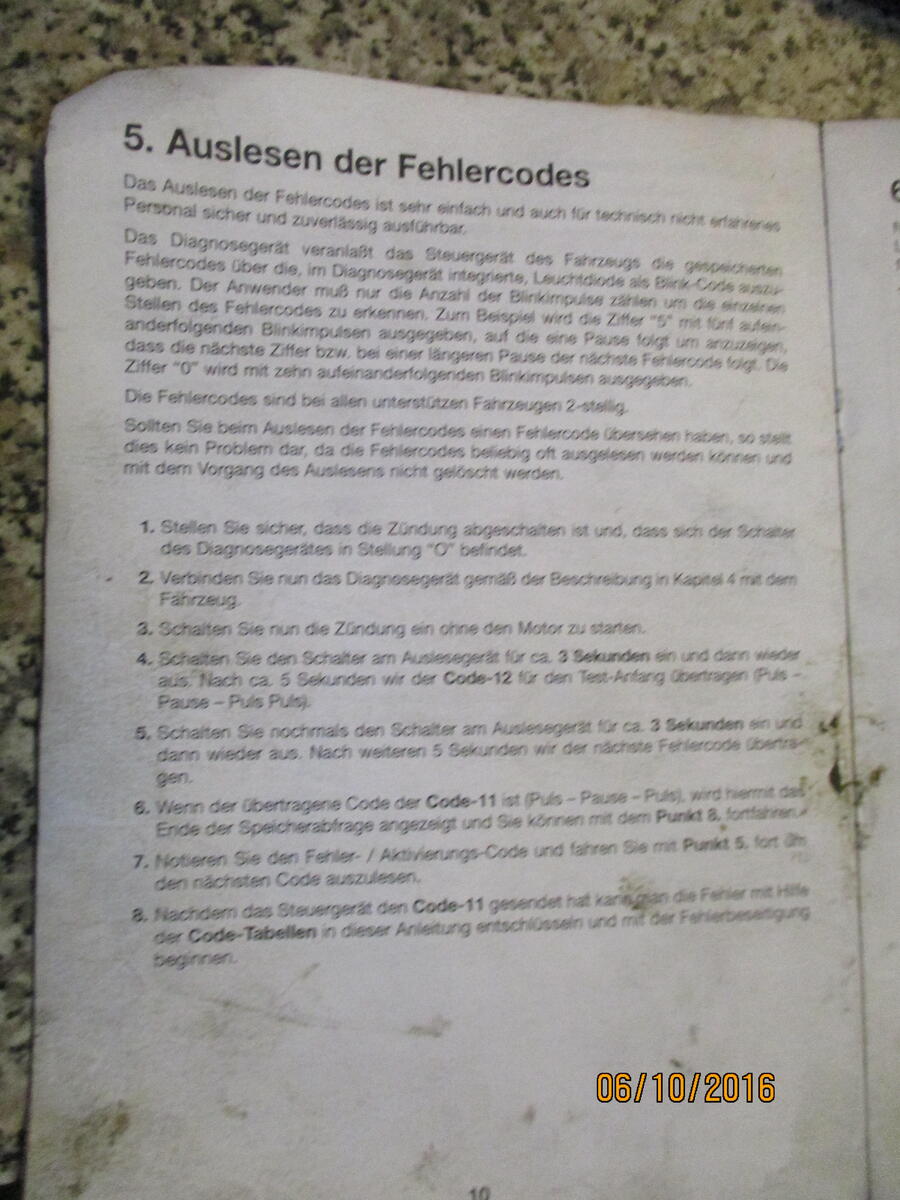 5. Auslesen der Fehlercodes
Das Auslesen der Fehlercodes ist sehr einfach und auch für technisch nicht erfahrenes
Personal sicher und zuverlässig ausführbar.
Das Diagnosegerät veranlaßt das Steuergerät des Fahrzeugs die gespeicherten
Fehlercodes über die, im Diagnosegerät integrierte, Leuchtdiode als Blink-Code auszu-
geben. Der Anwender muß nur die Anzahl der Blinkimpulse zählen um die einzelnen
Stellen des Fehlercodes zu erkennen. Zum Beispiel wird die Ziffer "5" mit fünf aufein-
anderfolgenden Blinkimpulsen ausgegeben, auf die eine Pause folgt um anzuzeigen,
dass die nächste Ziffer bzw. bei einer längeren Pause der nächste Fehlercode folgt. Die
Ziffer "0" wird mit zehn aufeinanderfolgenden Blinkimpulsen ausgegeben.
Die Fehlercodes sind bei allen unterstützen Fahrzeugen 2-stellig.
Sollten Sie beim Auslesen der Fehlercodes einen Fehlercode übersehen haben, so stellt
dies kein Problem dar, da die Fehlercodes beliebig oft ausgelesen werden können und
mit dem Vorgang des Auslesens nicht gelöscht werden.
1. Stellen Sie sicher, dass die Zündung abgeschalten ist und, dass sich der Schalter
des Diagnosegerätes in Stellung "O" befindet.
2. Verbinden Sie nun das Diagnosegerät gemäß der Beschreibung in Kapitel 4 mit dem
Fahrzeug.
3. Schalten Sie nun die Zündung ein ohne den Motor zu starten.
4. Schalten Sie den Schalter am Auslesegerät für ca. 3 Sekunden ein und dann wieder
aus. Nach ca. 5 Sekunden wir der Code-12 für den Test-Anfang übertragen (Puls –
Pause – Puls Puls).
5. Schalten Sie nochmals den Schalter am Auslesegerät für ca. 3 Sekunden ein und
dann wieder aus. Nach weiteren 5 Sekunden wir der nächste Fehlercode übertra-
gen.
6. Wenn der übertragene Code der Code-11 ist (Puls – Pause – Puls), wird hiermit das
Ende der Speicherabfrage angezeigt und Sie können mit dem Punkt 8. fortfahren.
7. Notieren Sie den Fehler- / Aktivierungs-Code und fahren Sie mit Punkt 5. fort um
den nächsten Code auszulesen.
8. Nachdem das Steuergerät den Code-11 gesendet hat kann man die Fehler mit Hilfe
der Code-Tabellen in dieser Anleitung entschlüsseln und mit der Fehlerbeseitigung
beginnen.
06/10/2016
10